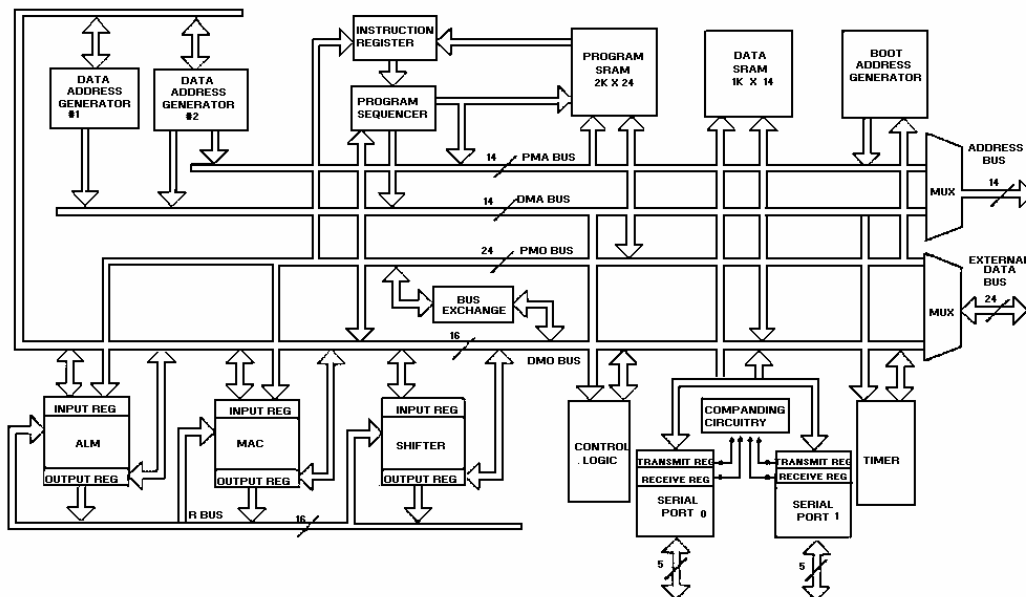 INSTRUCTION
REGISTER
PROGRAM
SRAM
2K X 24
DATA
SRAM
1K X 14
BOOT
ADDRESS
GENERATOR
DATA
ADDRESS
GENERATOR
#1
DATA
ADDRESS
GENERATOR
#2
PROGRAM
SEQUENCER
14
PMA BUS
MUX
ADDRESS
BUS
14
14
DMA BUS
24
PMO BUS
EXTERNAL
DATA
BUS
24
MUX
BUS
EXCHANGE
16
DMO BUS
INPUT REG
ALM
OUTPUT REG
INPUT REG
MAC
OUTPUT REG
INPUT REG
SHIFTER
OUTPUT REG
R BUS
16
CONTROL
.LOGIC
COMPANDING
CIRCUITRY
TRANSMIT REG
RECEIVE REG
SERIAL
PORT 0
TRANSMIT REG
RECEIVE REG
SERIAL
PORT 1
TIMER
5
5